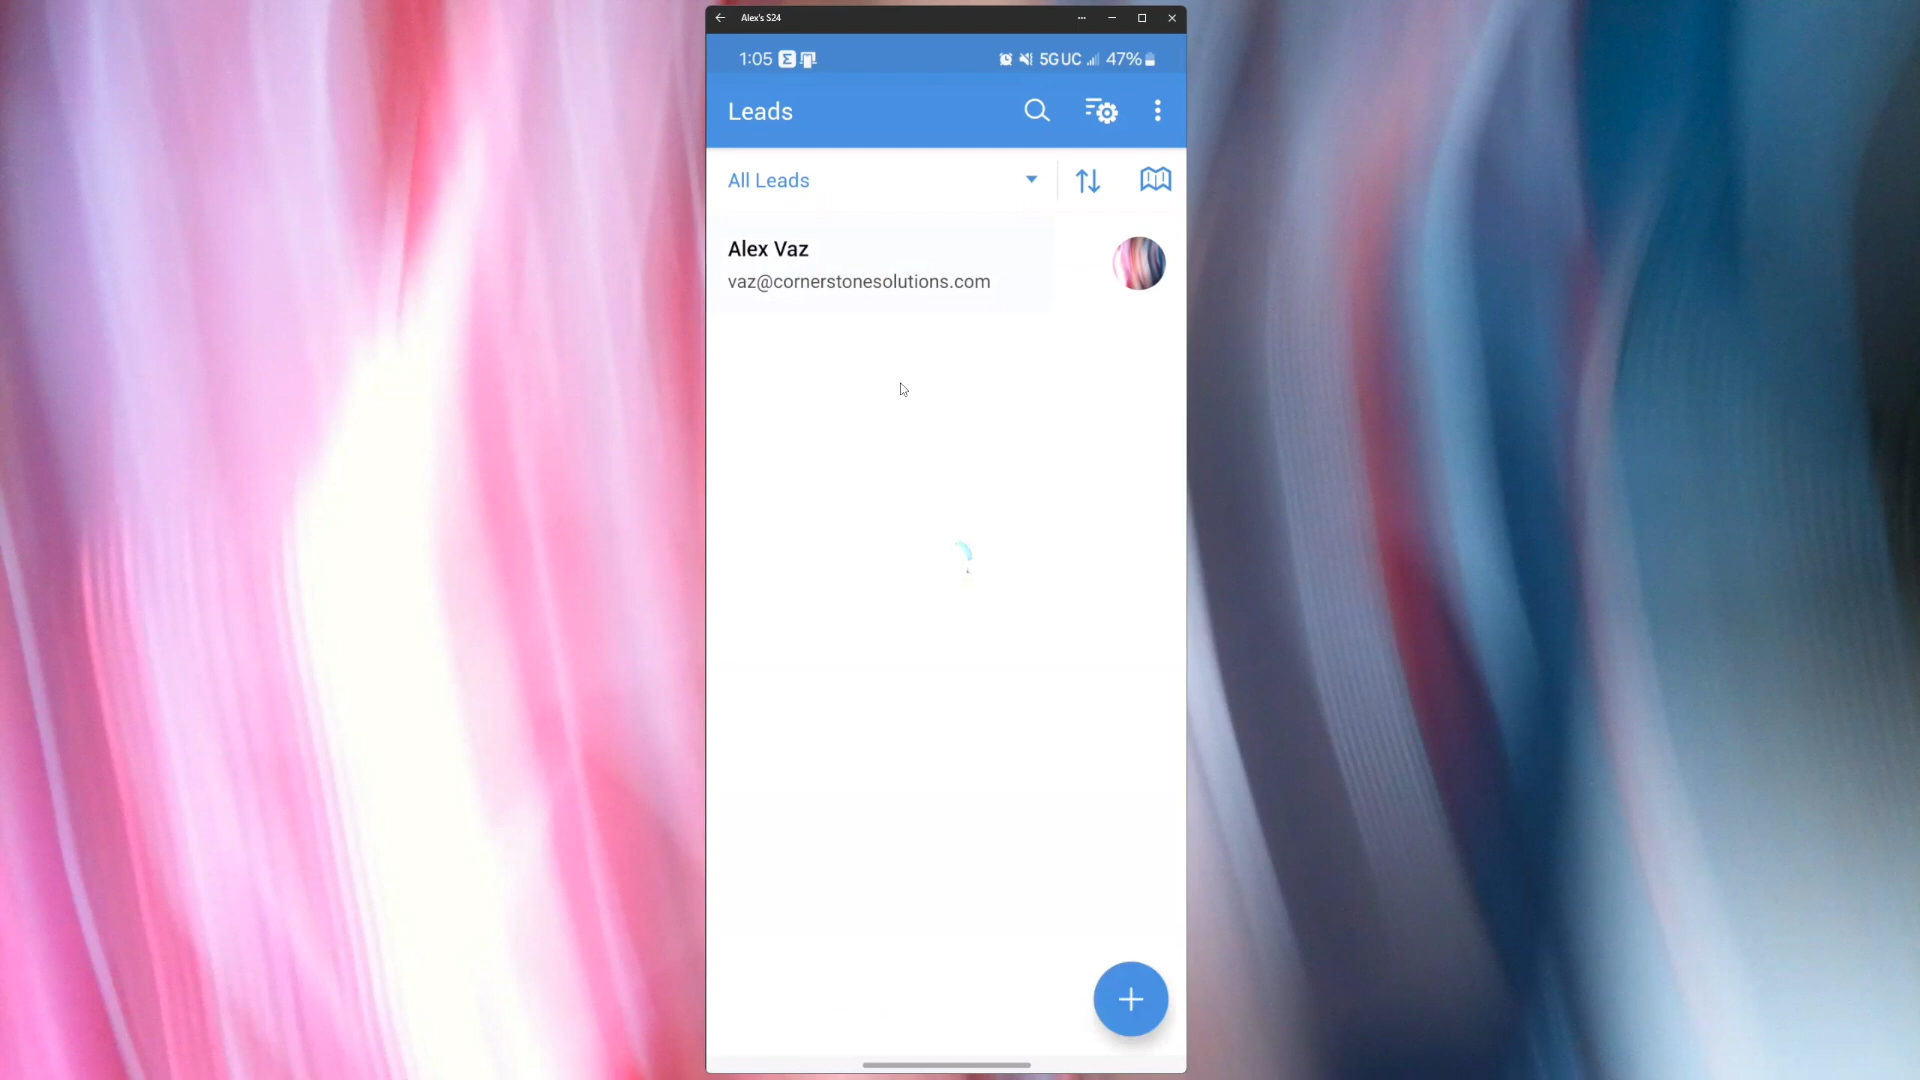 Alex's S24
1:05 5G UC 47%
Leads
All Leads
Alex Vaz
vaz@cornerstonesolutions.com